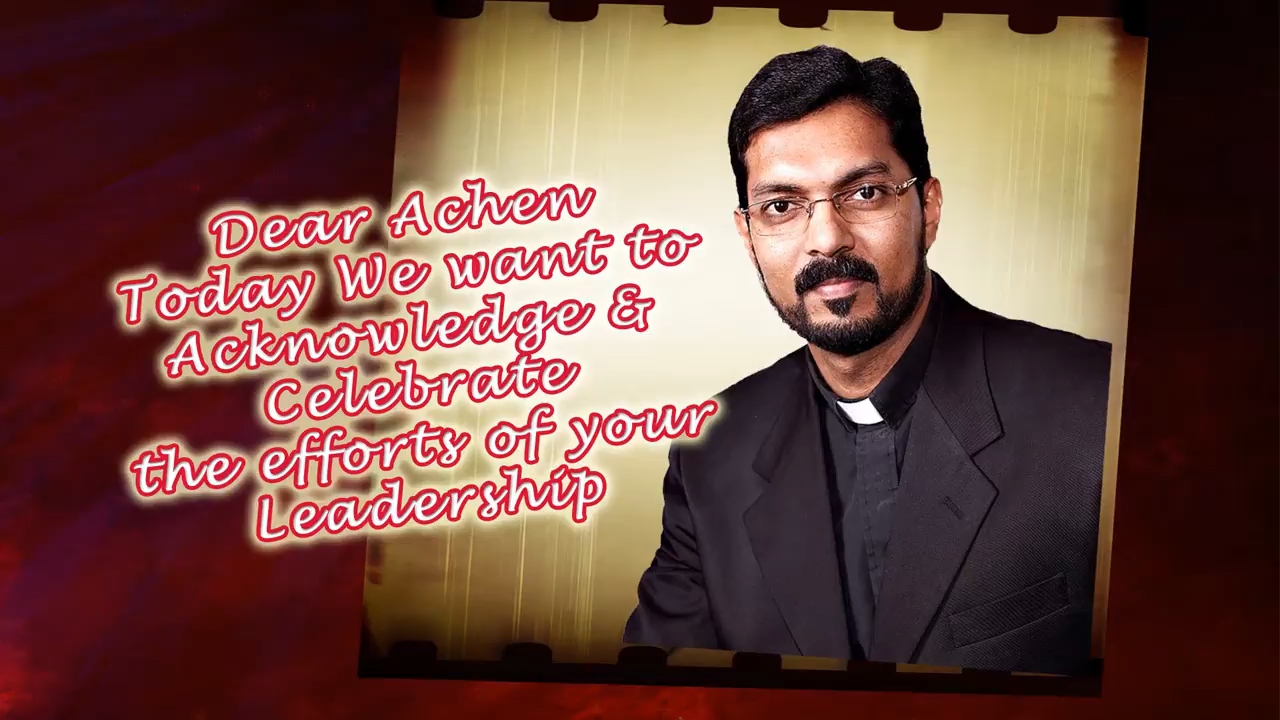 Dear Achen
Today We want to
Acknowledge &
Celebrate
the efforts of your
Leadership